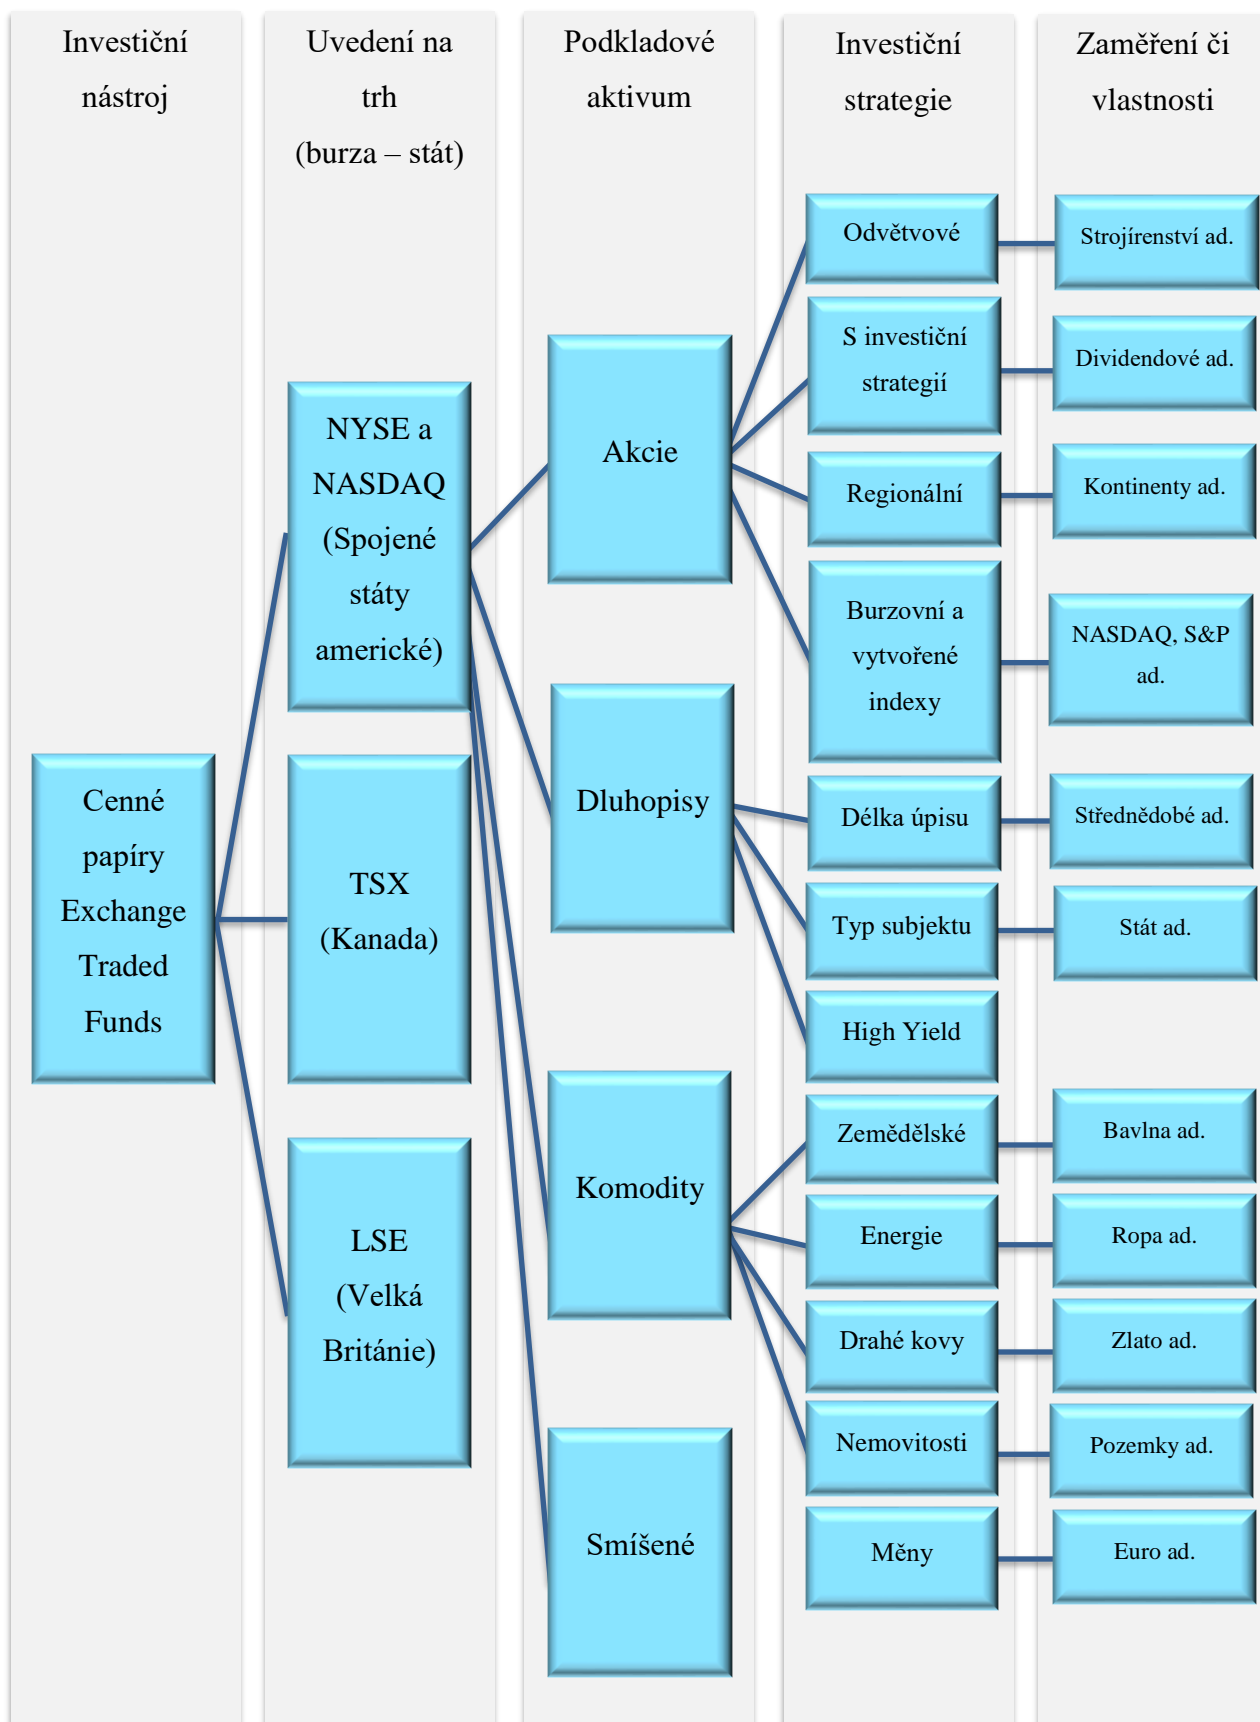 Investiční
nástroj
Uvedení na
trh
(burza – stát)
Podkladové
aktivum
Investiční
strategie
Zaměření či
vlastnosti
Cenné
papíry
Exchange
Traded
Funds
NYSE a
NASDAQ
(Spojené
státy
americké)
TSX
(Kanada)
LSE
(Velká
Británie)
Akcie
Dluhopisy
Komodity
Smíšené
Odvětvové
S investiční
strategií
Regionální
Burzovní a
vytvořené
indexy
Délka úpisu
Typ subjektu
High Yield
Zemědělské
Energie
Drahé kovy
Nemovitosti
Měny
Strojírenství ad.
Dividendové ad.
Kontinenty ad.
NASDAQ, S&P
ad.
Střednědobé ad.
Stát ad.
Bavlna ad.
Ropa ad.
Zlato ad.
Pozemky ad.
Euro ad.